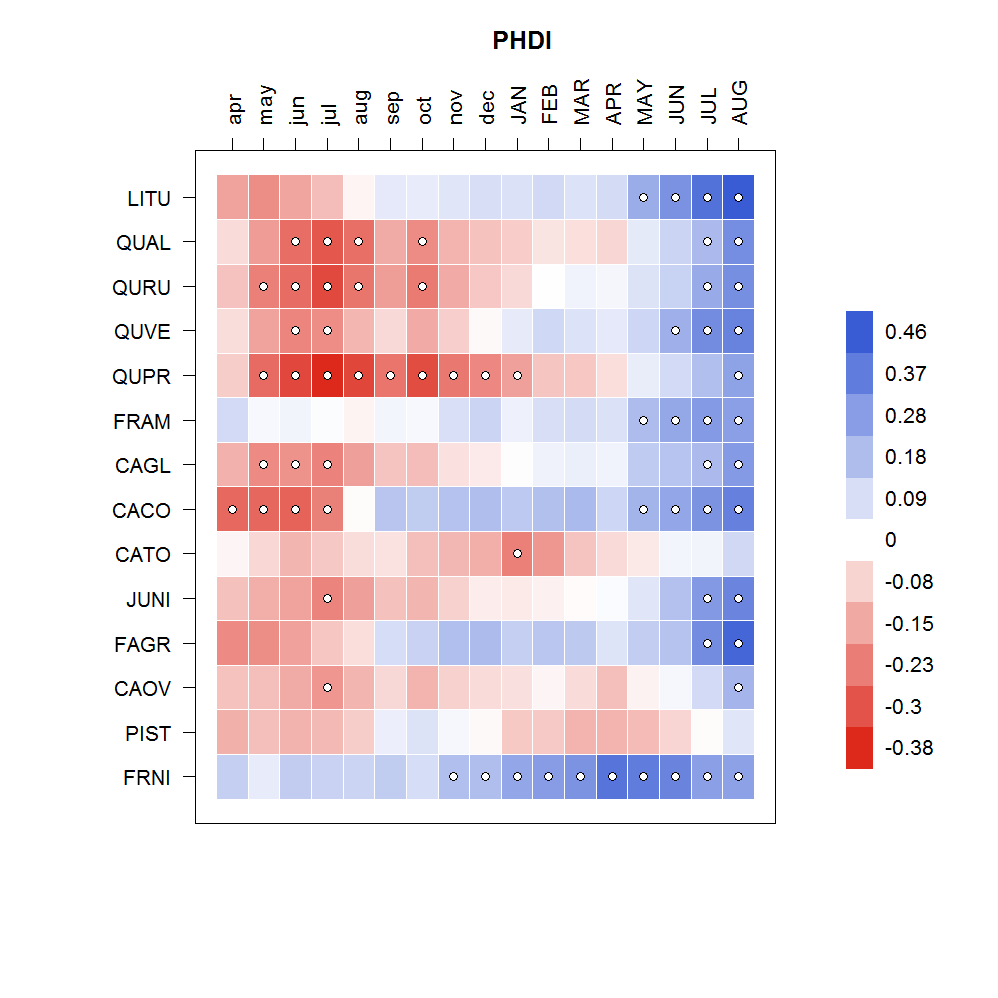 PHDI
apr may jun jul aug sep oct nov dec JAN FEB MAR APR MAY JUN JUL AUG
LITU
QUAL
QURU
QUVE
QUPR
FRAM
CAGL
CACO
CATO
JUNI
FAGR
CAOV
PIST
FRNI
0.46
0.37
0.28
0.18
0.09
0
-0.08
-0.15
-0.23
-0.3
-0.38